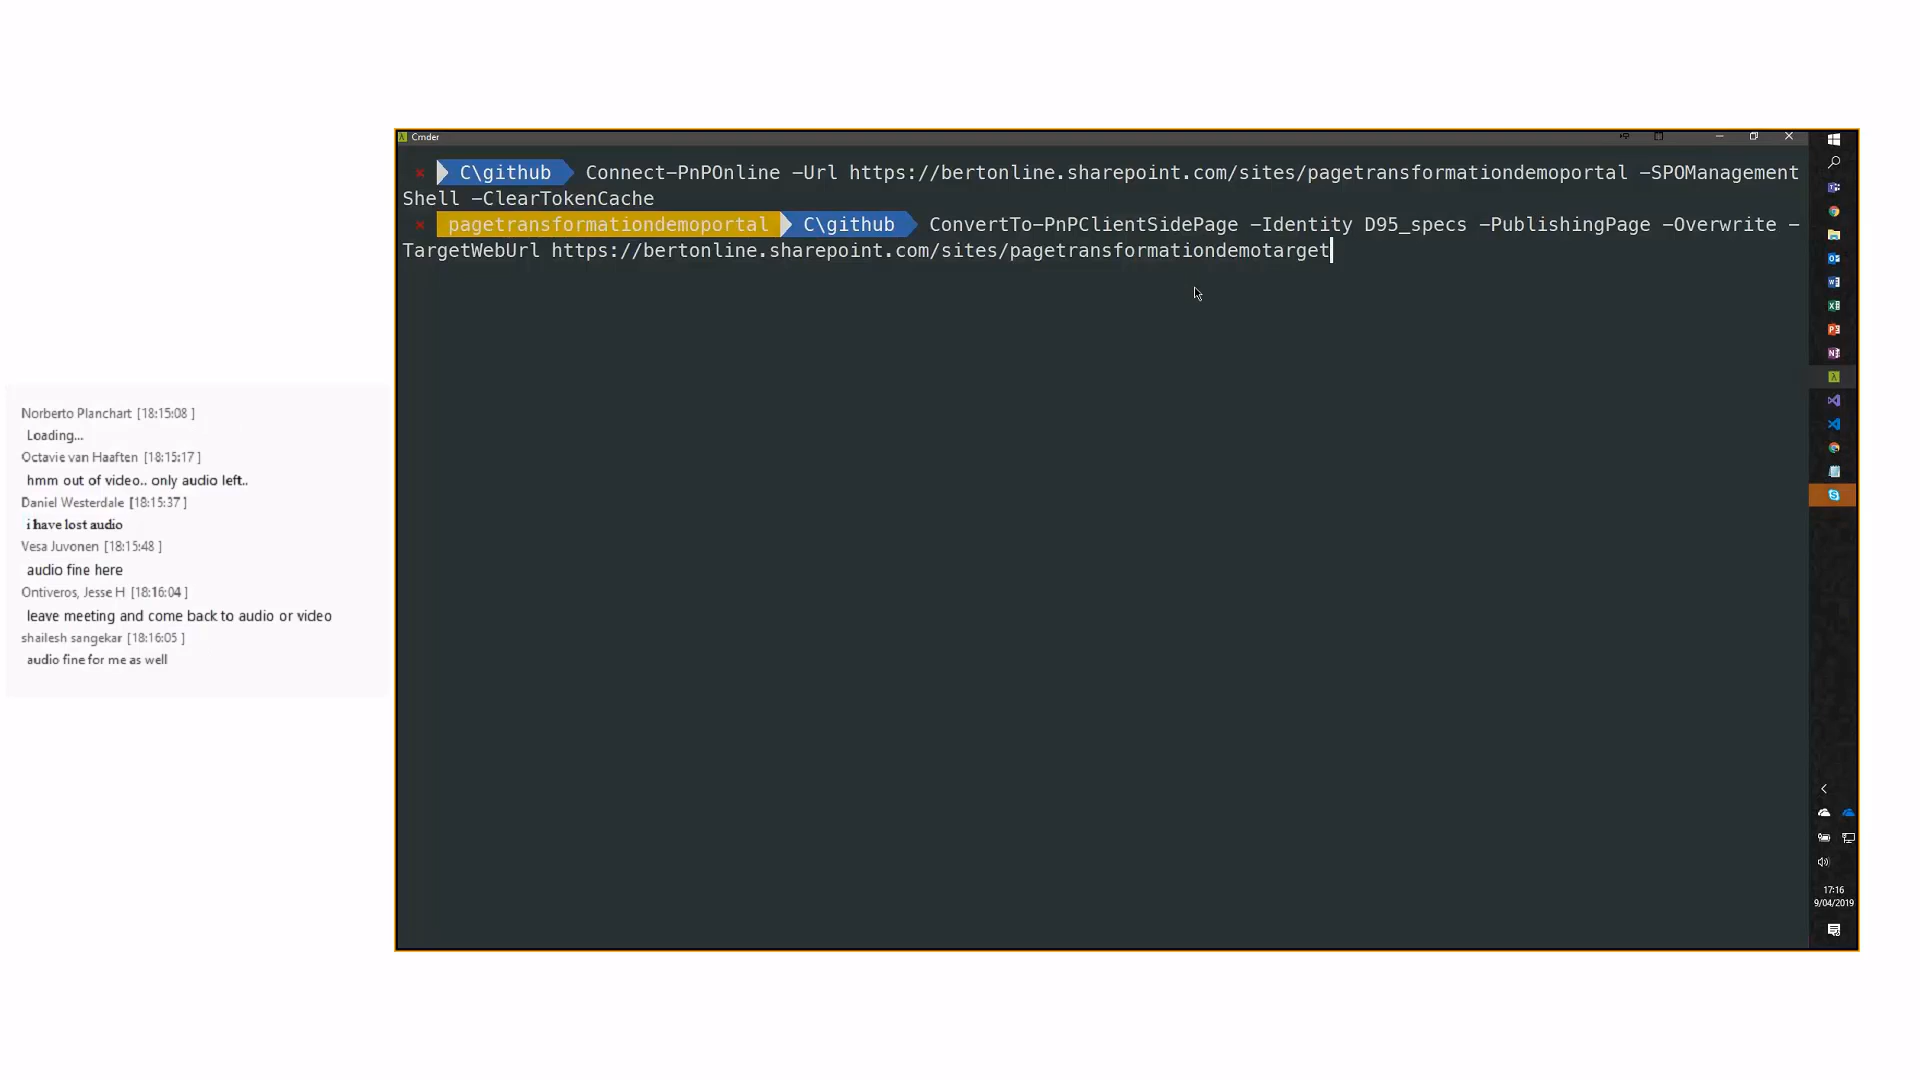 Cmder
C\github Connect-PnPOnline -Url https://bertonline.sharepoint.com/sites/pagetransformationdemoportal -SPOManagement
Shell -ClearTokenCache
pagetransformationdemoportal C\github ConvertTo-PnPClientSidePage -Identity D95_specs -PublishingPage -Overwrite -
TargetWebUrl https://bertonline.sharepoint.com/sites/pagetransformationdemotarget
Norberto Planchart [18:15:08 ]
Loading...
Octavie van Haaften [18:15:17 ]
hmm out of video.. only audio left..
Daniel Westerdale [18:15:37 ]
i have lost audio
Vesa Juvonen [18:15:48 ]
audio fine here
Ontiveros, Jesse H [18:16:04 ]
leave meeting and come back to audio or video
shailesh sangekar [18:16:05 ]
audio fine for me as well
17:16
9/04/2019